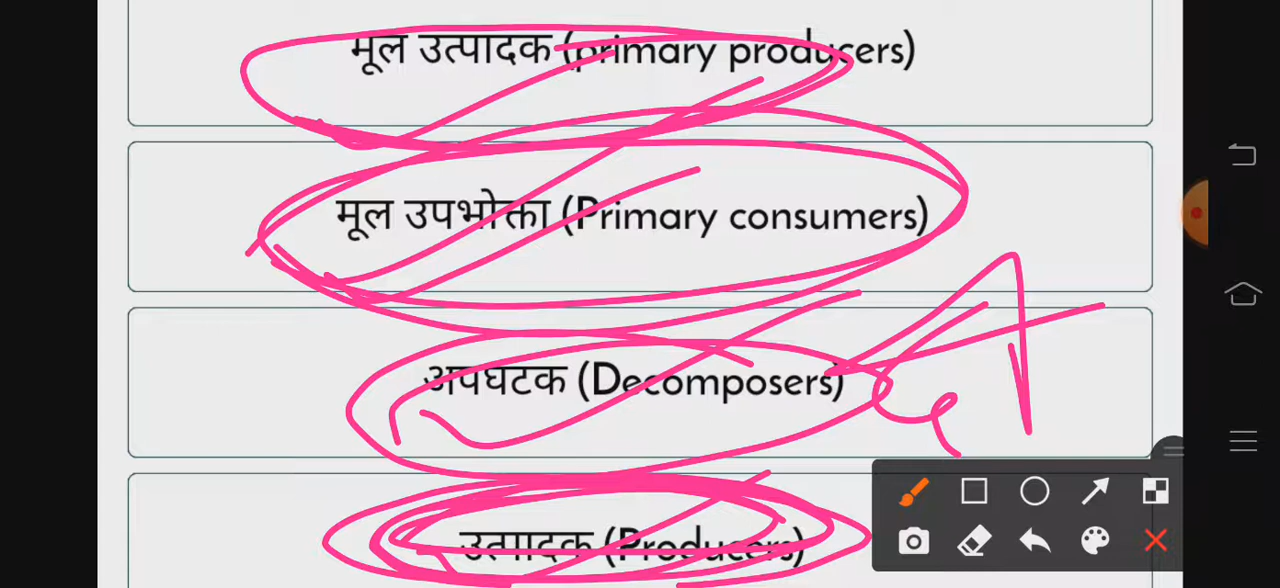 मूल उत्पादक (primary producers)
मूल उपभोक्ता (Primary consumers)
अपघटक (Decomposers)
उत्पादक (Producers)